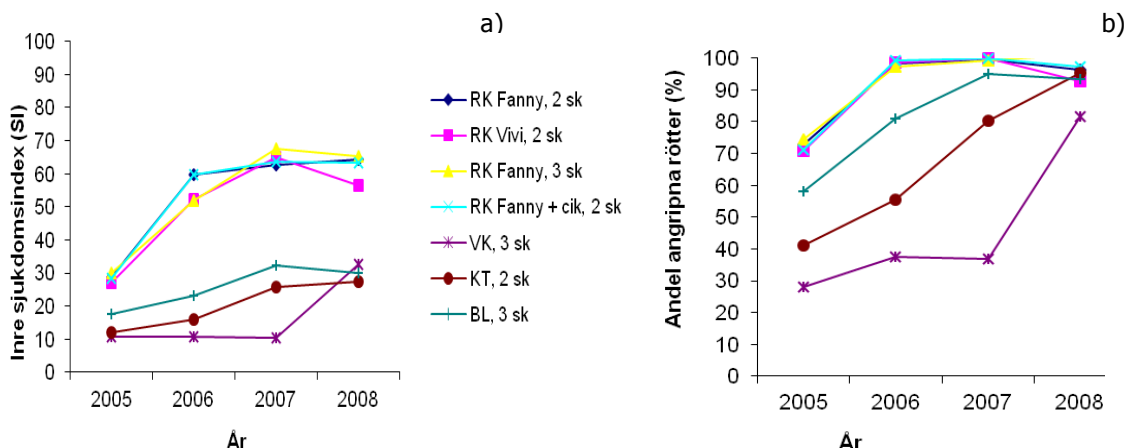 a)
Inre sjukdomsindex (SI)
100
90
80
70
60
50
40
30
20
10
0
2005 2006 2007 2008
År
RK Fanny, 2 sk
RK Vivi, 2 sk
RK Fanny, 3 sk
RK Fanny + cik, 2 sk
VK, 3 sk
KT, 2 sk
BL, 3 sk
b)
Andel angripna rötter (%)
100
90
80
70
60
50
40
30
20
10
0
2005 2006 2007 2008
År